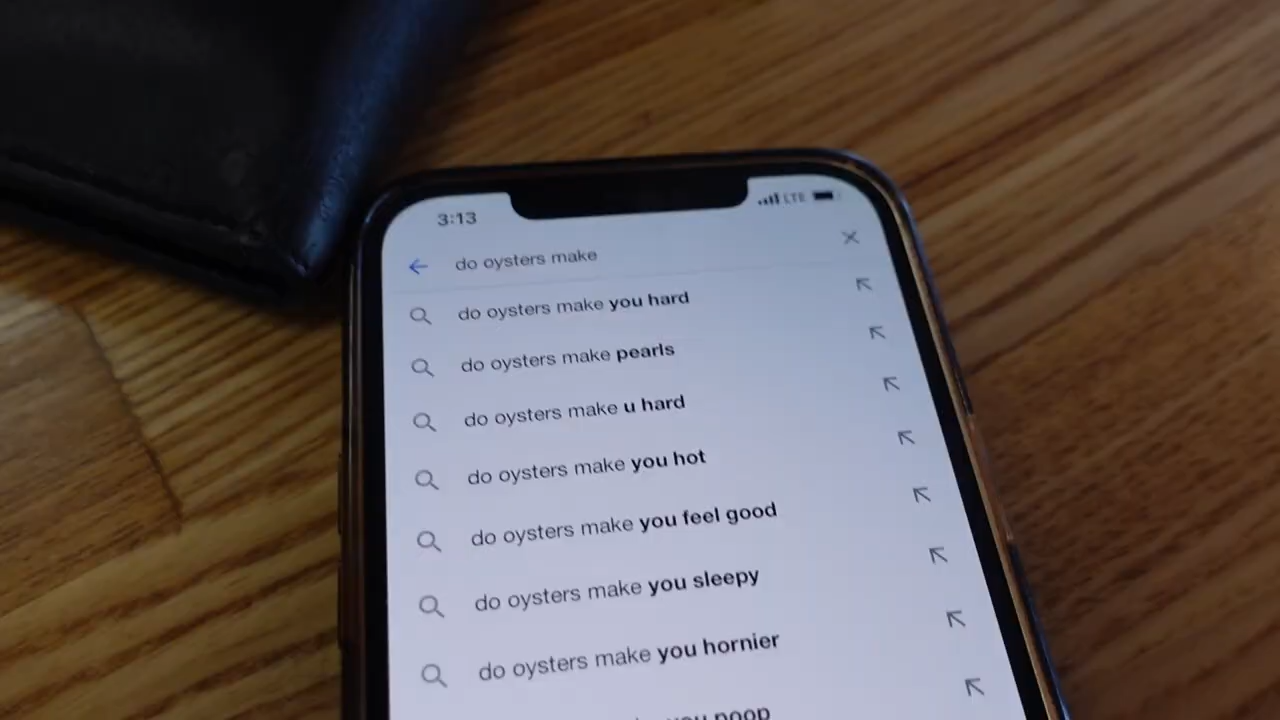 3:13
LTE
do oysters make
do oysters make you hard
do oysters make pearls
do oysters make u hard
do oysters make you hot
do oysters make you feel good
do oysters make you sleepy
do oysters make you hornier
you poop